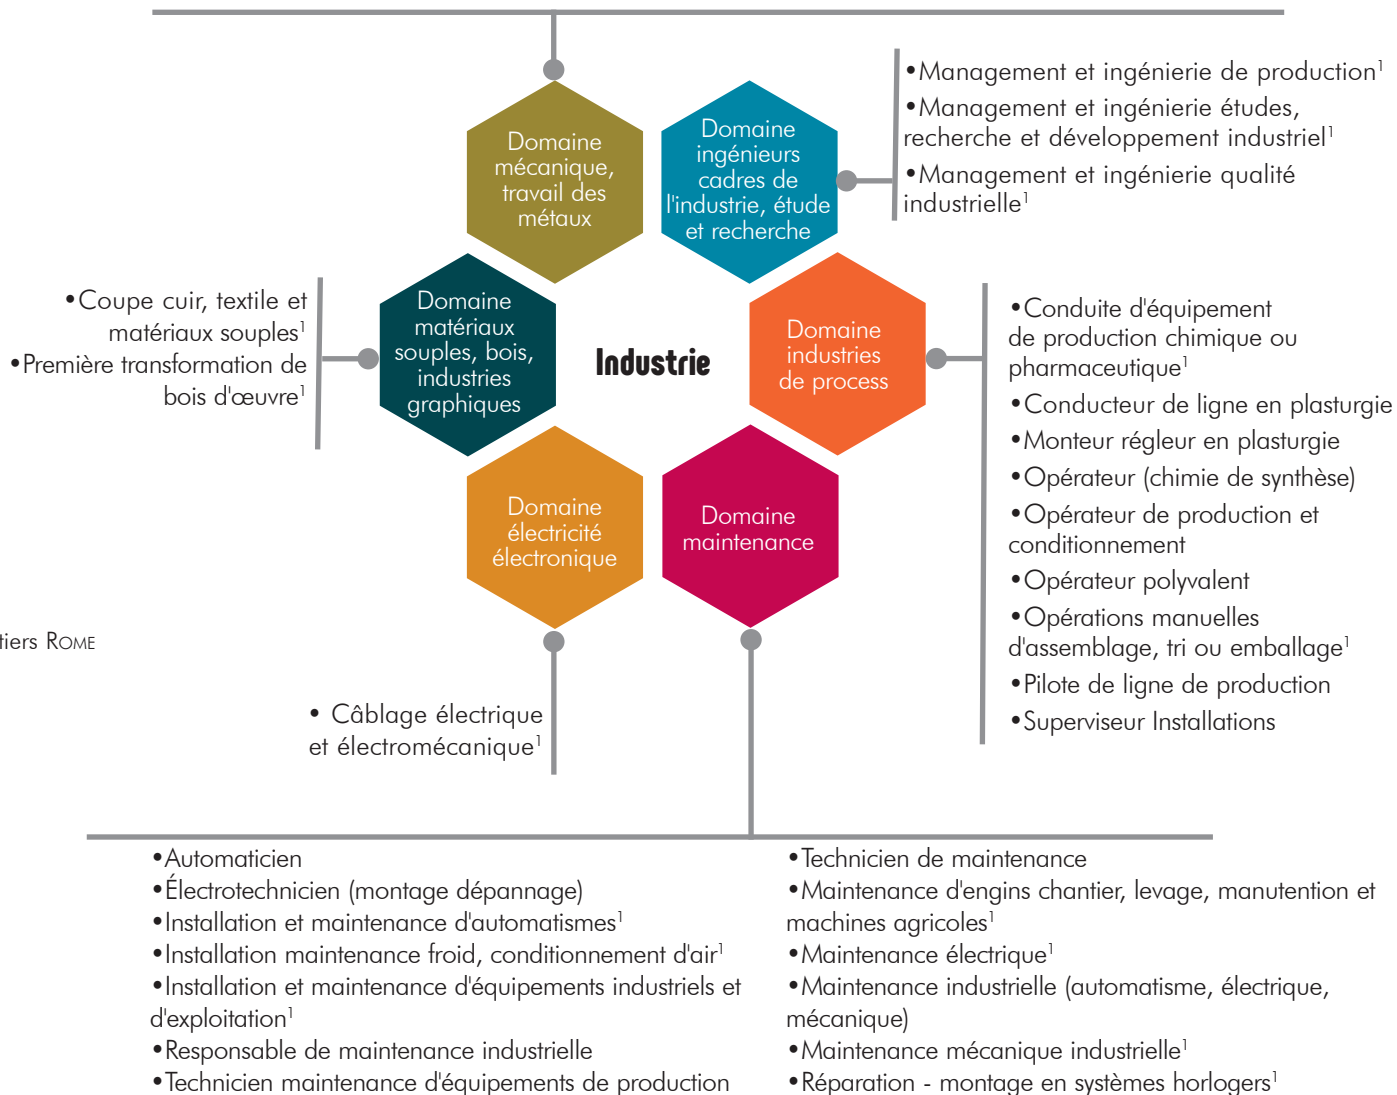 Domaine
mécanique,
travail des
métaux
Domaine
ingénieurs
cadres de
l'industrie, étude
et recherche
•Management et ingénierie de production¹
•Management et ingénierie études,
recherche et développement industriel¹
•Management et ingénierie qualité
industrielle¹
•Coupe cuir, textile et
matériaux souples¹
•Première transformation de
bois d'œuvre¹
Domaine
matériaux
souples, bois,
industries
graphiques
Industrie
Domaine
industries
de process
•Conduite d'équipement
de production chimique ou
pharmaceutique¹
•Conducteur de ligne en plasturgie
•Monteur régleur en plasturgie
•Opérateur (chimie de synthèse)
•Opérateur de production et
conditionnement
•Opérateur polyvalent
•Opérations manuelles
d'assemblage, tri ou emballage¹
•Pilote de ligne de production
•Superviseur Installations
Domaine
électricité
électronique
Domaine
maintenance
tiers ROME
• Câblage électrique
et électromécanique¹
•Automaticien
•Électrotechnicien (montage dépannage)
•Installation et maintenance d'automatismes¹
•Installation maintenance froid, conditionnement d'air¹
•Installation et maintenance d'équipements industriels et
d'exploitation¹
•Responsable de maintenance industrielle
•Technicien maintenance d'équipements de production
•Technicien de maintenance
•Maintenance d'engins chantier, levage, manutention et
machines agricoles¹
•Maintenance électrique¹
•Maintenance industrielle (automatisme, électrique,
mécanique)
•Maintenance mécanique industrielle¹
•Réparation - montage en systèmes horlogers¹